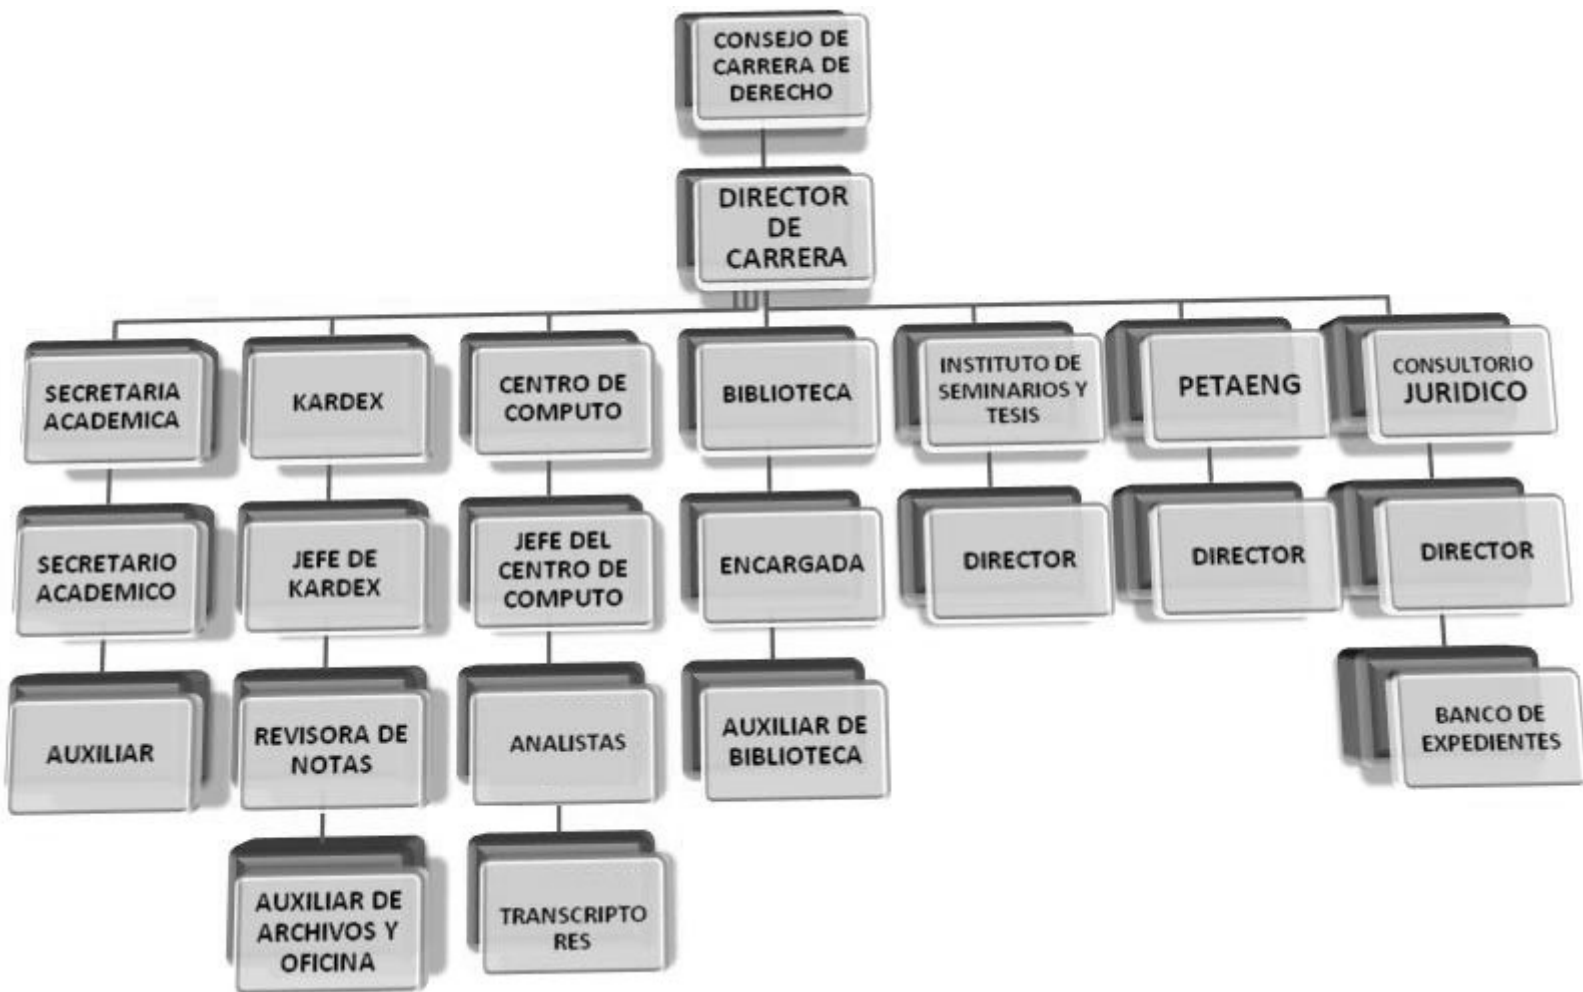 CONSEJO DE
CARRERA DE
DERECHO
DIRECTOR
DE
CARRERA
SECRETARIA
ACADEMICA
KARDEX
CENTRO DE
COMPUTO
BIBLIOTECA
INSTITUTO DE
SEMINARIOS Y
TESIS
PETAENG
CONSULTORIO
JURIDICO
SECRETARIO
ACADEMICO
JEFE DE
KARDEX
JEFE DEL
CENTRO DE
COMPUTO
ENCARGADA
DIRECTOR
DIRECTOR
DIRECTOR
AUXILIAR
REVISORA DE
NOTAS
ANALISTAS
AUXILIAR DE
BIBLIOTECA
BANCO DE
EXPEDIENTES
AUXILIAR DE
ARCHIVOS Y
OFICINA
TRANSCRIPTO
RES